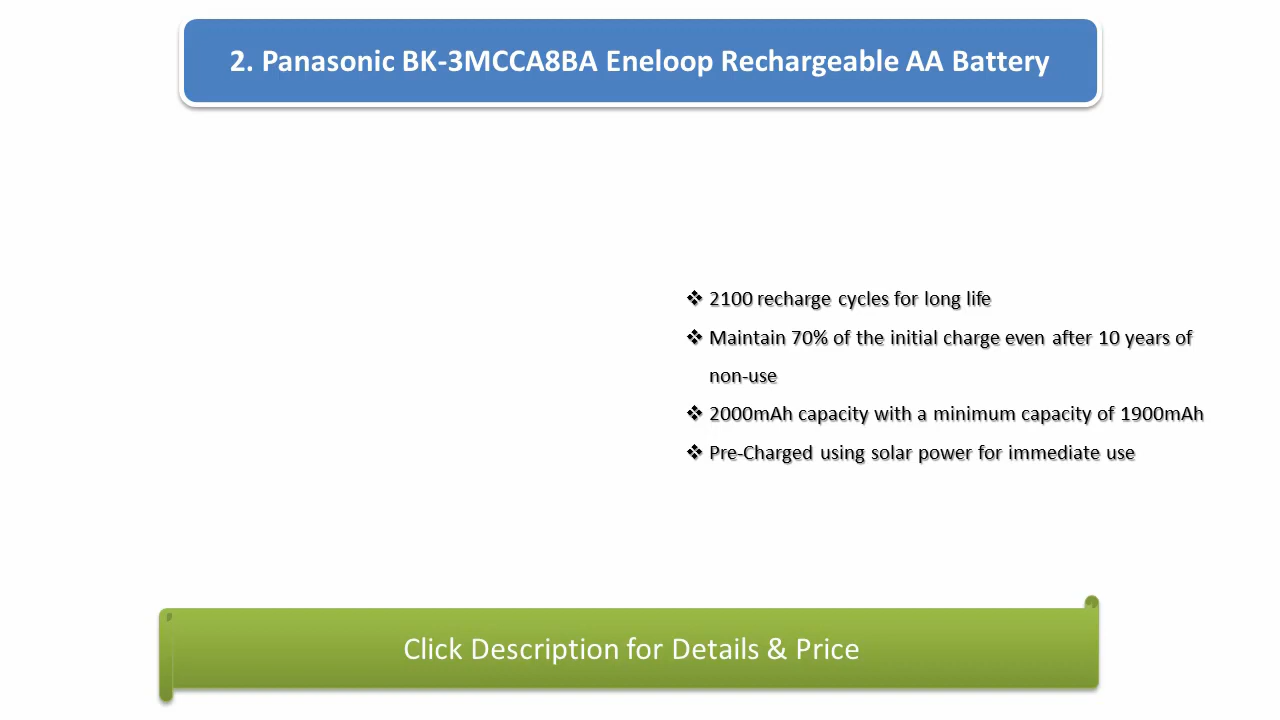 2. Panasonic BK-3MCCA8BA Eneloop Rechargeable AA Battery
❖ 2100 recharge cycles for long life
❖ Maintain 70% of the initial charge even after 10 years of
non-use
❖ 2000mAh capacity with a minimum capacity of 1900mAh
❖ Pre-Charged using solar power for immediate use
Click Description for Details & Price